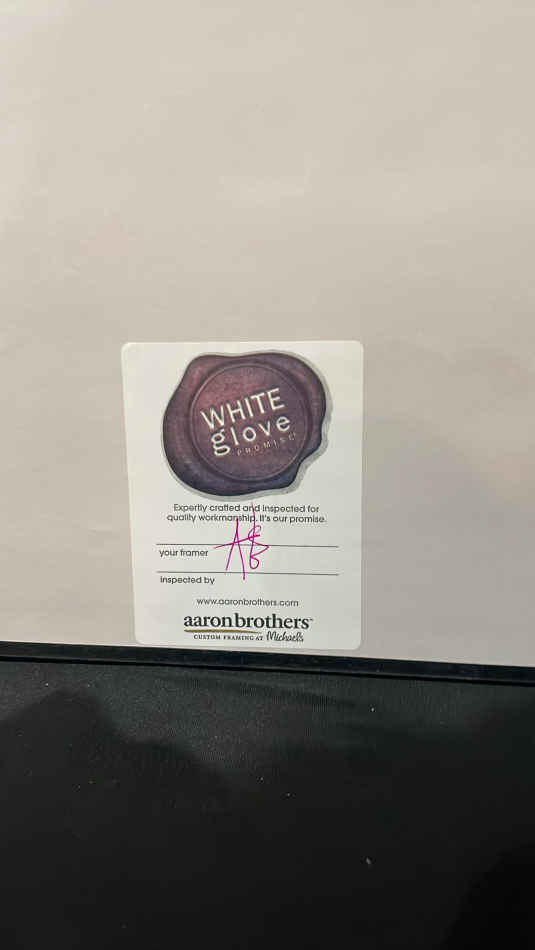 WHITE
glove
PROMISE
Expertly crafted and inspected for
quality workmanship. It's our promise.
your framer
inspected by
www.aaronbrothers.com
aaronbrothers™
CUSTOM FRAMING AT Michaels